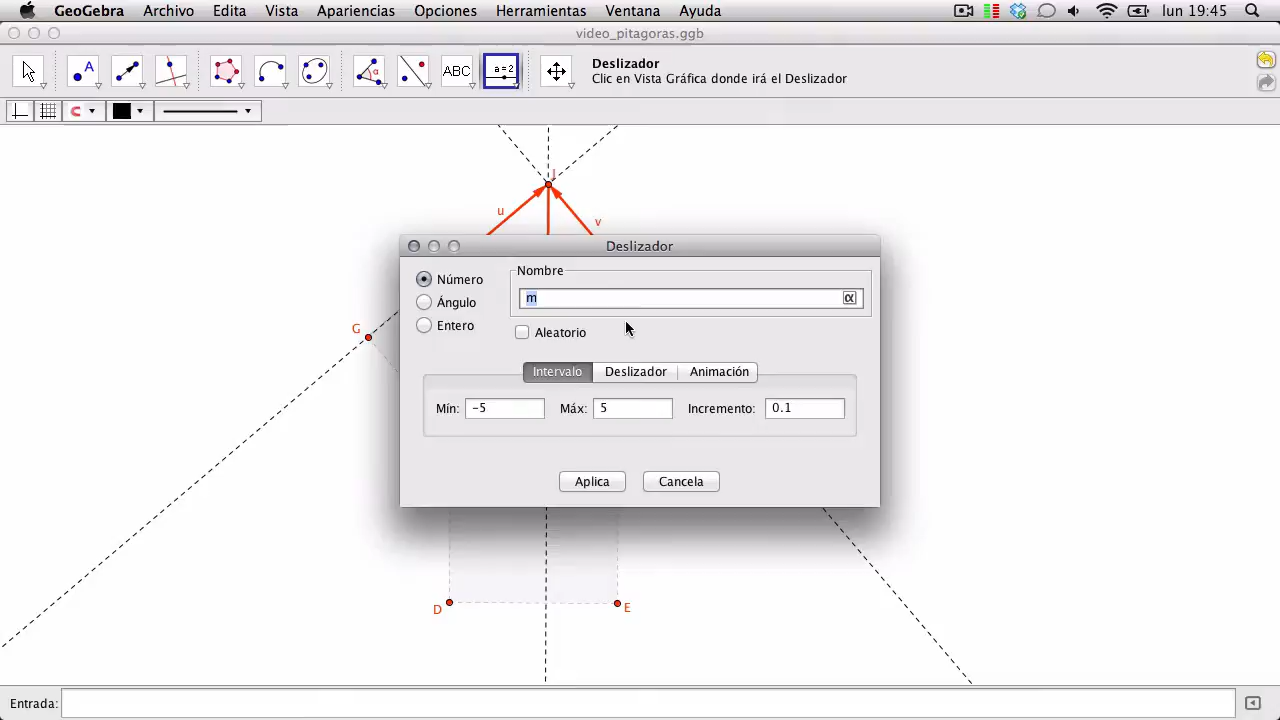 GeoGebra Archivo Edita Vista Apariencias Opciones Herramientas Ventana Ayuda lun 19:45
video_pitagoras.ggb
A
α
ABC
a=2
Deslizador
Clic en Vista Gráfica donde irá el Deslizador
J
u
v
G
D
E
Deslizador
Número
Ángulo
Entero
Nombre
m
α
Aleatorio
Intervalo Deslizador Animación
Mín: -5 Máx: 5 Incremento: 0.1
Aplica Cancela
Entrada: